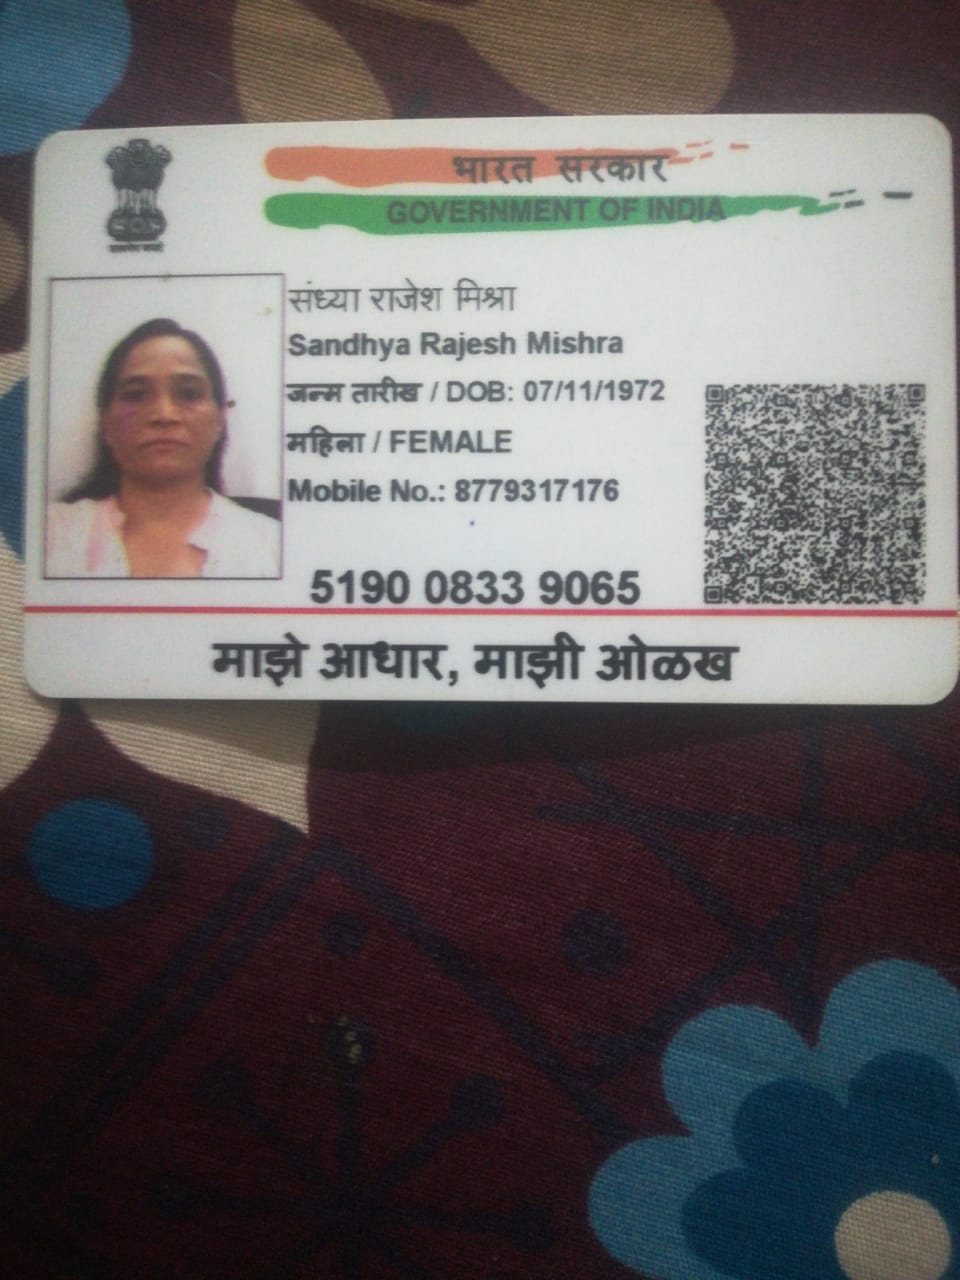 भारत सरकार
GOVERNMENT OF INDIA
संध्या राजेश मिश्रा
Sandhya Rajesh Mishra
जन्म तारीख / DOB: 07/11/1972
महिला / FEMALE
Mobile No.: 8779317176
5190 0833 9065
माझे आधार, माझी ओळख